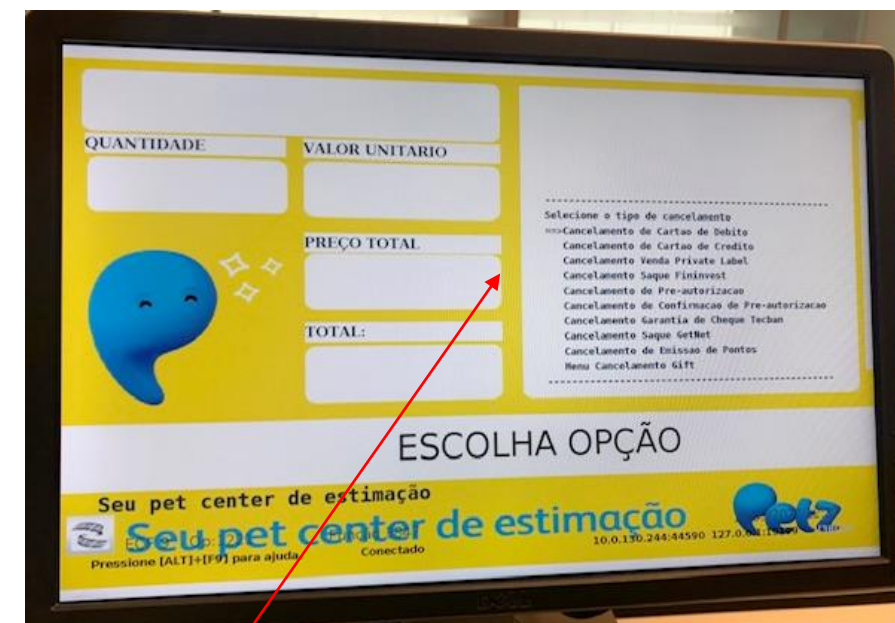 QUANTIDADE
VALOR UNITARIO
PREÇO TOTAL
TOTAL:
Selecione o tipo de cancelamento
==>Cancelamento de Cartao de Debito
Cancelamento de Cartao de Credito
Cancelamento Venda Private Label
Cancelamento Saque Fininvest
Cancelamento de Pre-autorizacao
Cancelamento de Confirmacao de Pre-autorizacao
Cancelamento Garantia de Cheque Tecban
Cancelamento Saque GetNet
Cancelamento de Emissao de Pontos
Menu Cancelamento Gift
ESCOLHA OPÇÃO
Seu pet center de estimação
Seu pet center de estimação
Petz
Conectado
10.0.130.244:44590
Pressione [ALT]+[F9] para ajuda